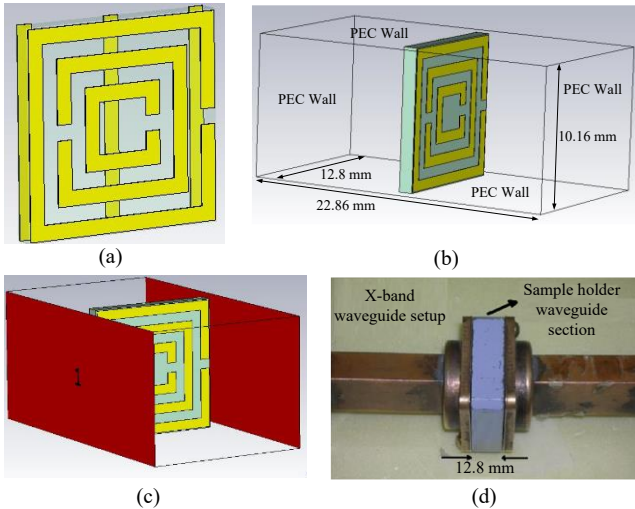 (a)
PEC Wall
PEC Wall
PEC Wall
10.16 mm
12.8 mm
PEC Wall
22.86 mm
(b)
1
(c)
X-band
waveguide setup
Sample holder
waveguide
section
12.8 mm
(d)